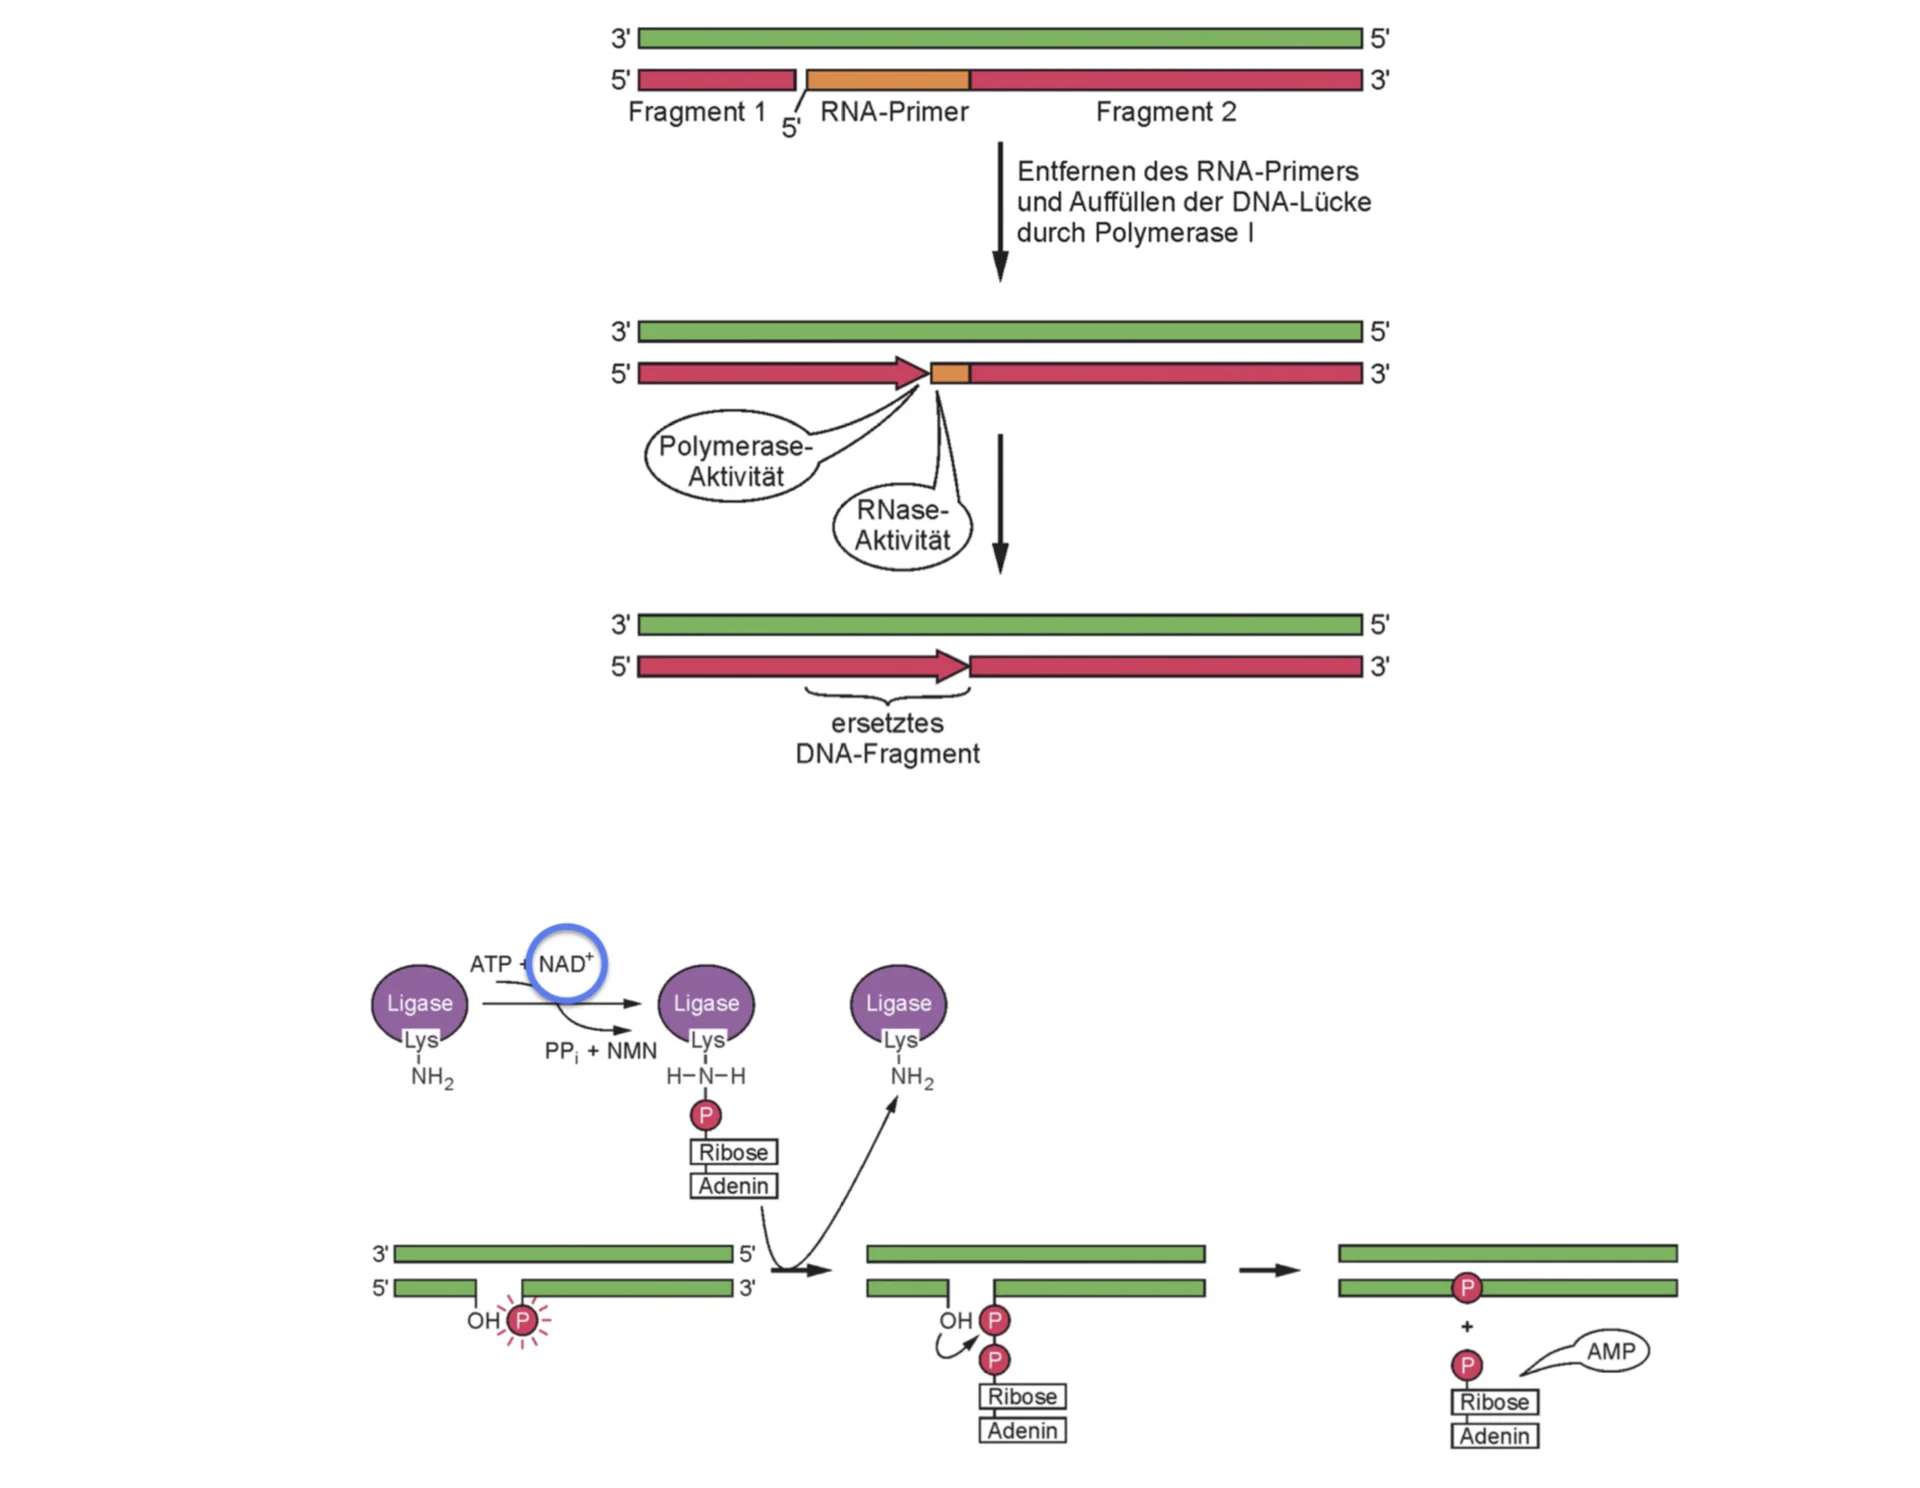 3' 5'
5' 3'
Fragment 1 5' RNA-Primer Fragment 2
Entfernen des RNA-Primers
und Auffüllen der DNA-Lücke
durch Polymerase I
3' 5'
5' 3'
Polymerase-
Aktivität
RNase-
Aktivität
3' 5'
5' 3'
ersetztes
DNA-Fragment
ATP + NAD⁺
Ligase
Lys
NH₂
PPᵢ + NMN
Ligase
Lys
H–N–H
P
Ribose
Adenin
Ligase
Lys
NH₂
3' 5'
5' 3'
OH P
OH P
P
Ribose
Adenin
P
+
P
Ribose
Adenin
AMP